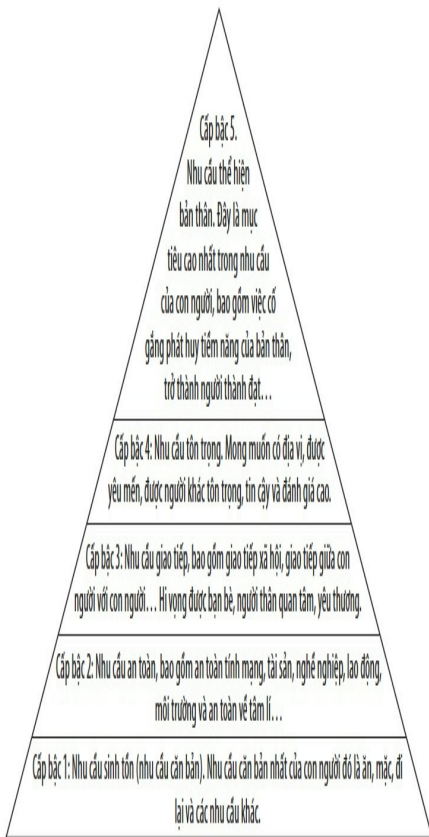 Cấp bậc 5.
Nhu cầu thể hiện
bản thân. Đây là mục
tiêu cao nhất trong nhu cầu
của con người, bao gồm việc cố
gắng phát huy tiềm năng của bản thân,
trở thành người thành đạt…
Cấp bậc 4: Nhu cầu tôn trọng. Mong muốn có địa vị, được
yêu mến, được người khác tôn trọng, tin cậy và đánh giá cao.
Cấp bậc 3: Nhu cầu giao tiếp, bao gồm giao tiếp xã hội, giao tiếp giữa con
người với con người… Hi vọng được bạn bè, người thân quan tâm, yêu thương.
Cấp bậc 2: Nhu cầu an toàn, bao gồm an toàn tính mạng, tài sản, nghề nghiệp, lao động,
môi trường và an toàn về tâm lí…
Cấp bậc 1: Nhu cầu sinh tồn (nhu cầu căn bản). Nhu cầu căn bản nhất của con người đó là ăn, mặc, đi
lại và các nhu cầu khác.